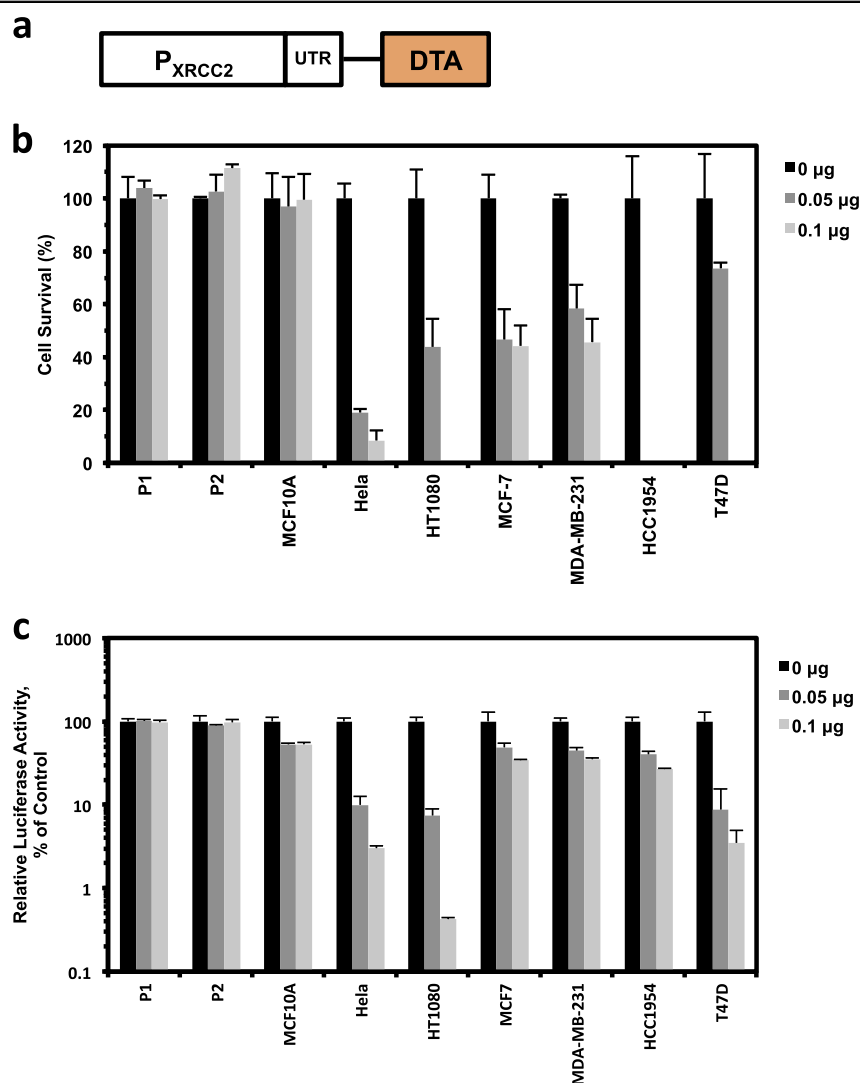 a
P_XRCC2 UTR DTA
b
Cell Survival (%)
120
100
80
60
40
20
0
0 µg
0.05 µg
0.1 µg
P1
P2
MCF10A
Hela
HT1080
MCF-7
MDA-MB-231
HCC1954
T47D
c
Relative Luciferase Activity,
% of Control
1000
100
10
1
0.1
0 µg
0.05 µg
0.1 µg
P1
P2
MCF10A
Hela
HT1080
MCF7
MDA-MB-231
HCC1954
T47D